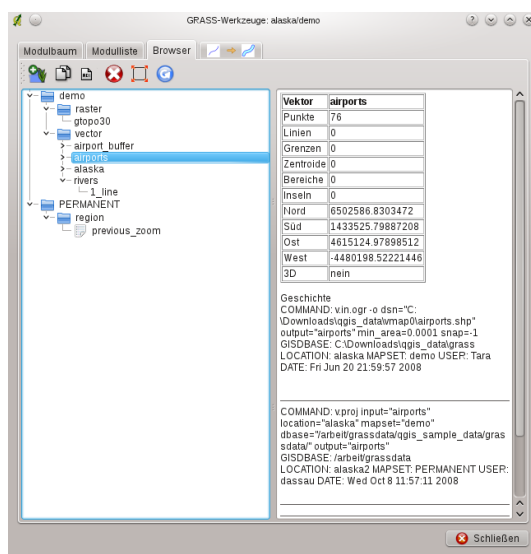 GRASS-Werkzeuge: alaska/demo
Modulbaum Modulliste Browser
demo
raster
gtopo30
vector
airport_buffer
airports
alaska
rivers
1_line
PERMANENT
region
previous_zoom
Vektor airports
Punkte 76
Linien 0
Grenzen 0
Zentroide 0
Bereiche 0
Inseln 0
Nord 6502586.8303472
Süd 1433525.79887208
Ost 4615124.97898512
West -4480198.52221446
3D nein
Geschichte
COMMAND: v.in.ogr -o dsn="C:
\Downloads\qgis_data\vmap0\airports.shp"
output="airports" min_area=0.0001 snap=-1
GISDBASE: C:\Downloads\qgis_data\grass
LOCATION: alaska MAPSET: demo USER: Tara
DATE: Fri Jun 20 21:59:57 2008
COMMAND: v.proj input="airports"
location="alaska" mapset="demo"
dbase="/arbeit/grassdata/qgis_sample_data/gras
sdata/" output="airports"
GISDBASE: /arbeit/grassdata
LOCATION: alaska2 MAPSET: PERMANENT USER:
dassau DATE: Wed Oct 8 11:57:11 2008
Schließen